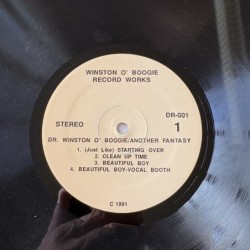 WINSTON O' BOOGIE
RECORD WORKS
DR-001
STEREO
1
DR. WINSTON O' BOOGIE/ANOTHER FANTASY
1. (Just Like) STARTING OVER
2. CLEAN UP TIME
3. BEAUTIFUL BOY
4. BEAUTIFUL BOY-VOCAL BOOTH
C 1981